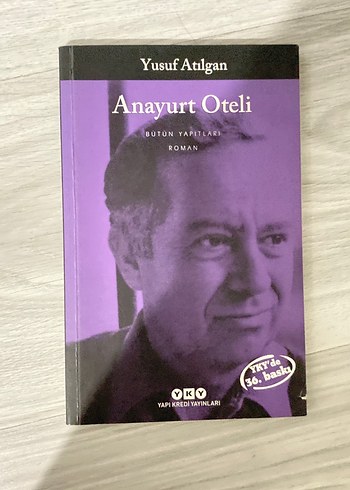 Yusuf Atılgan
Anayurt Oteli
BÜTÜN YAPITLARI
ROMAN
YKY'de
36. baskı
YKY
YAPI KREDİ YAYINLARI